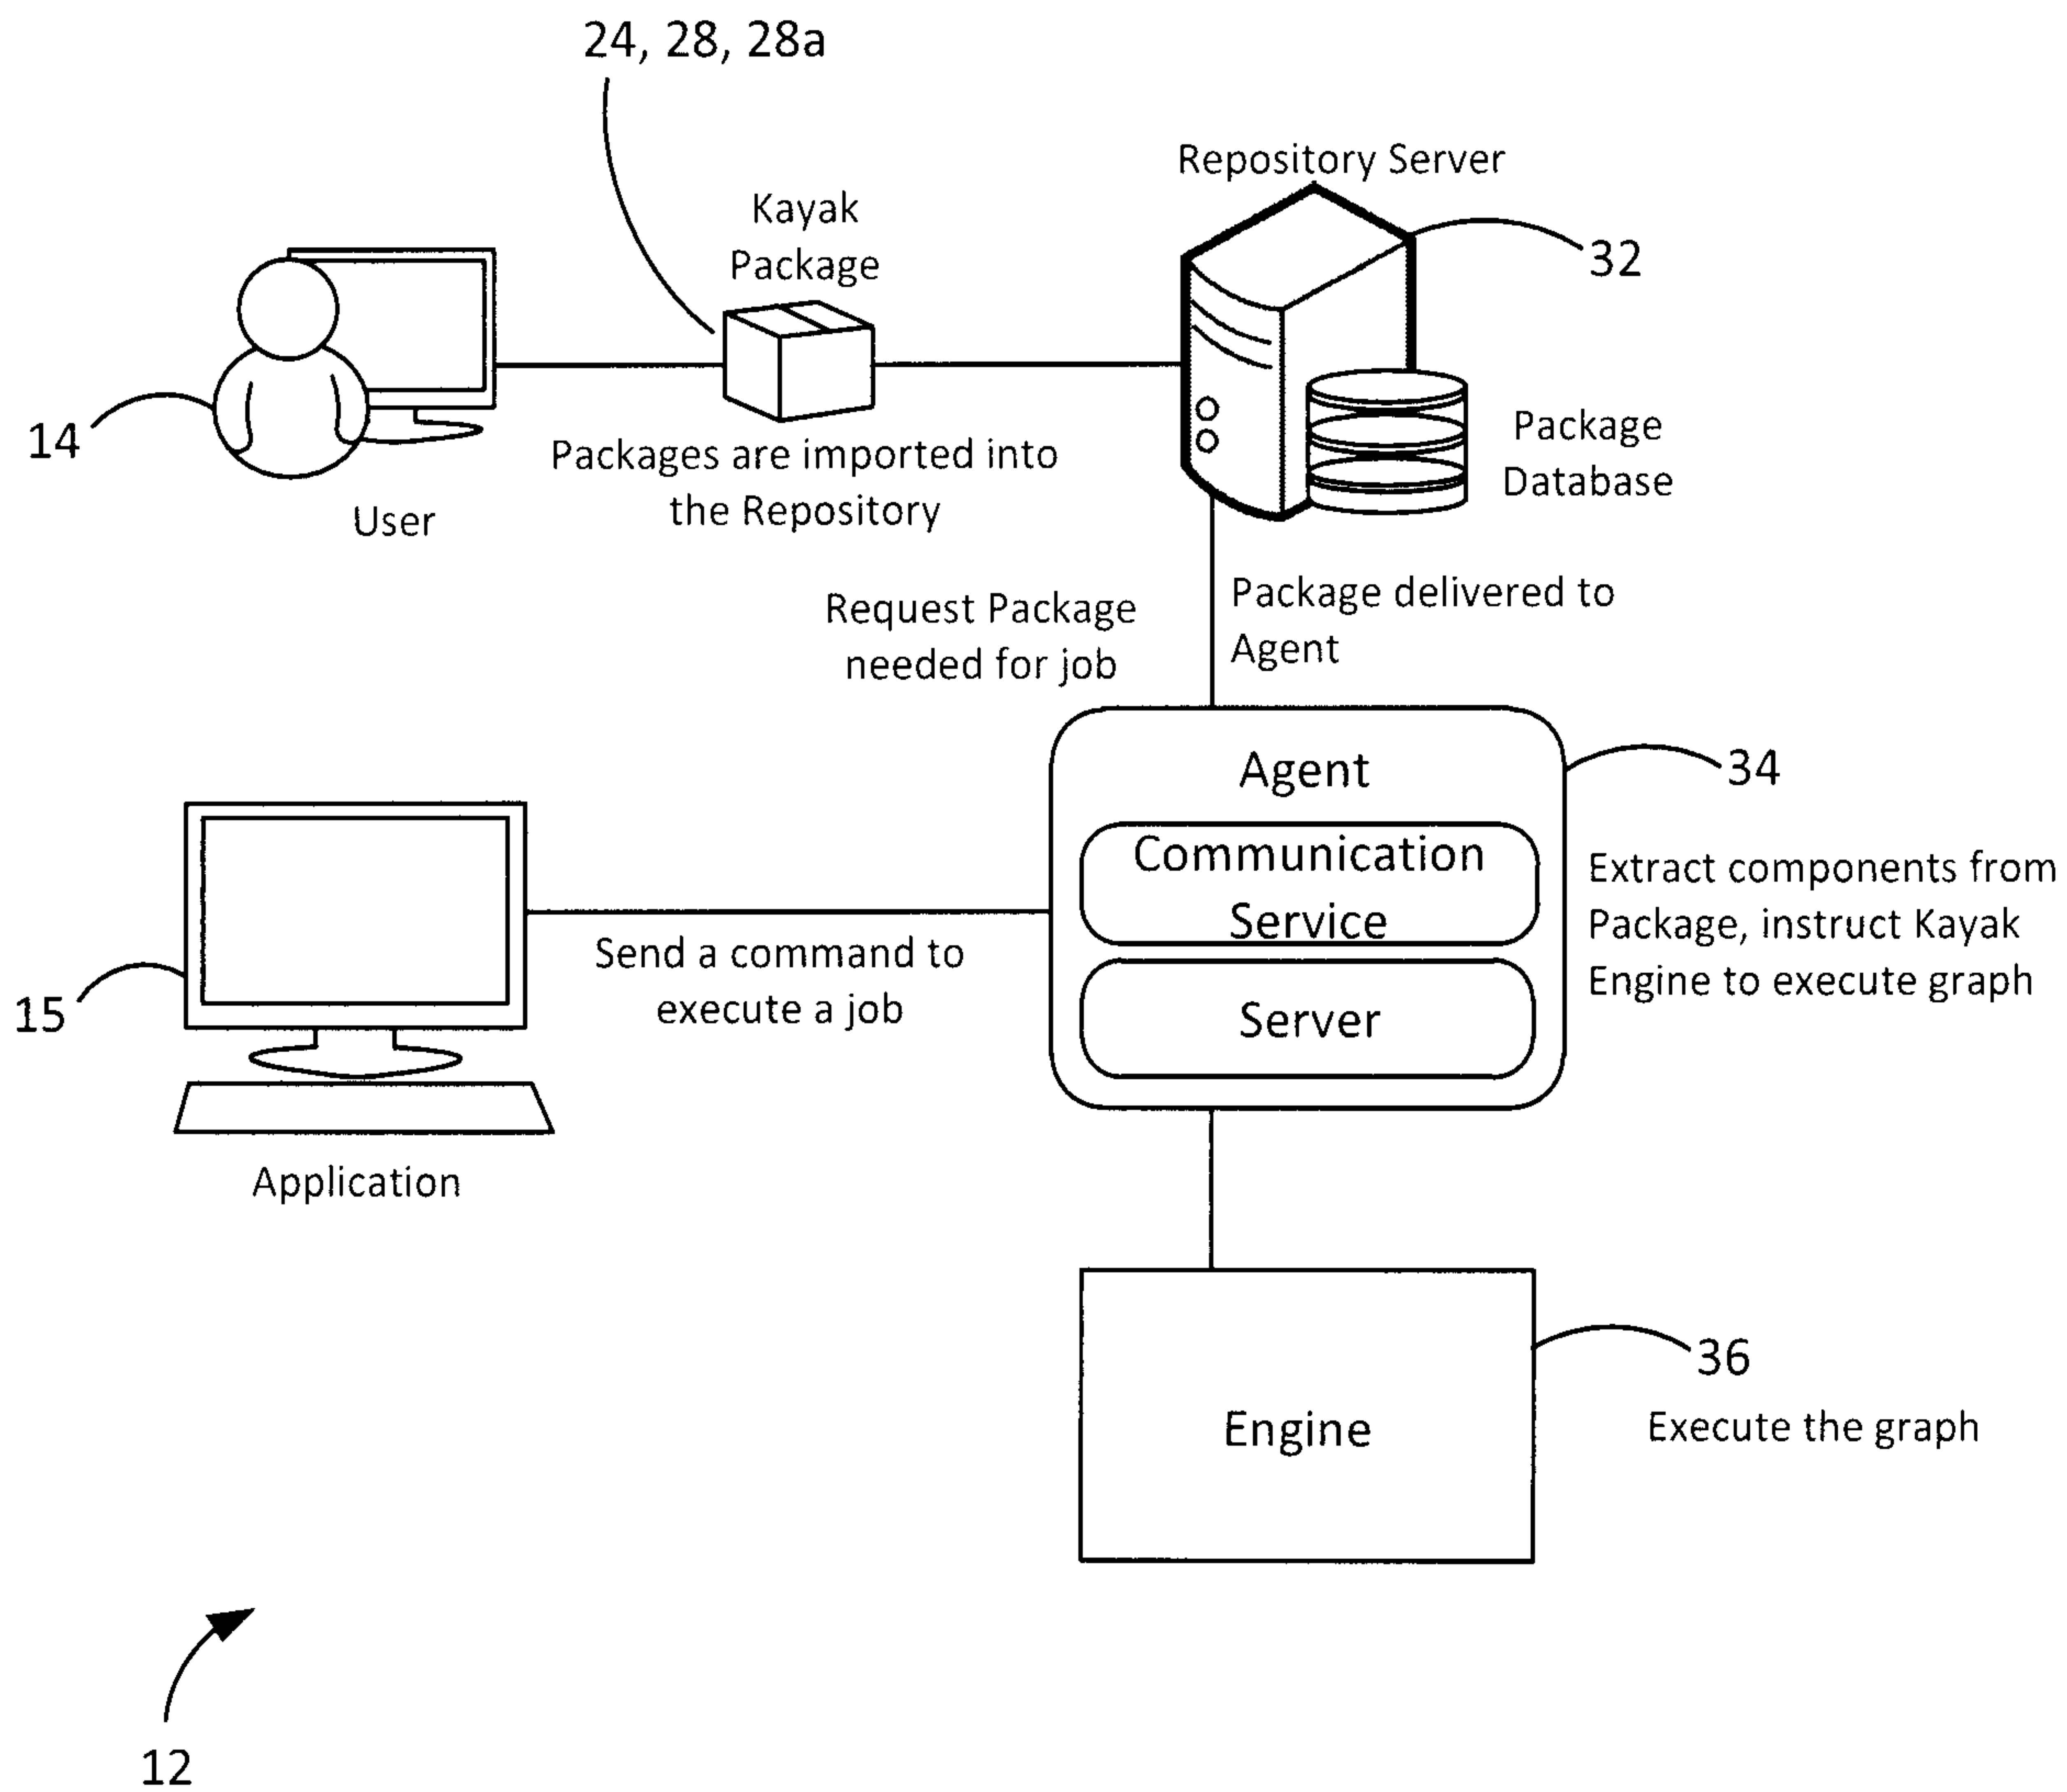 24, 28, 28a
Repository Server
32
Kayak
Package
14
User
Packages are imported into
the Repository
Package
Database
Request Package
needed for job
Package delivered to
Agent
Agent
34
Communication
Service
Server
Extract components from
Package, instruct Kayak
Engine to execute graph
Send a command to
execute a job
15
Application
Engine
36
Execute the graph
12